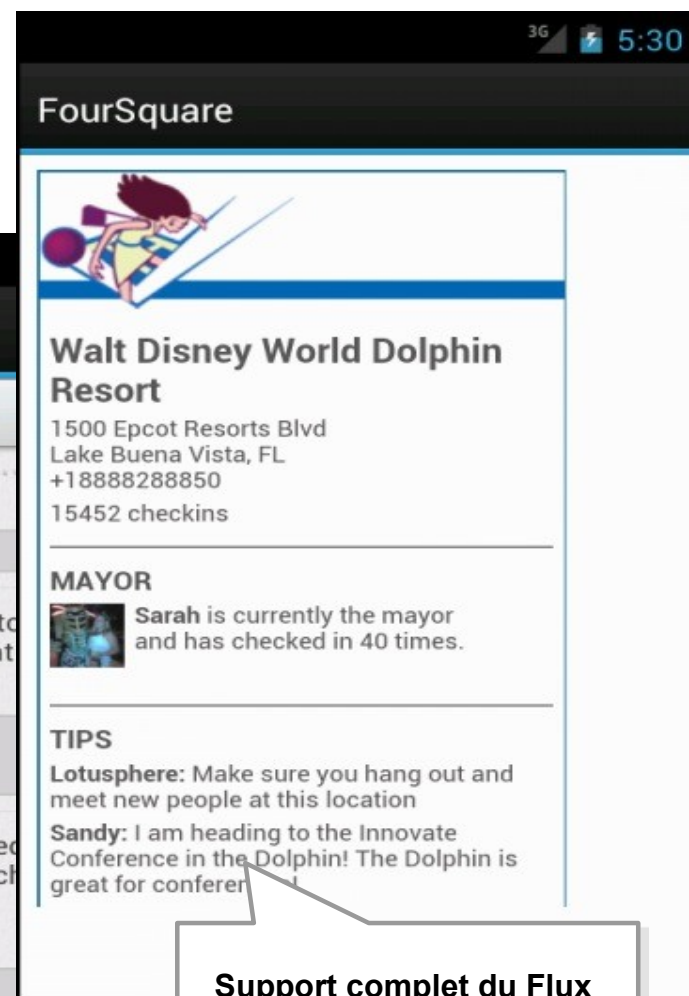 3G 5:30
FourSquare
Walt Disney World Dolphin
Resort
1500 Epcot Resorts Blvd
Lake Buena Vista, FL
+18888288850
15452 checkins
MAYOR
Sarah is currently the mayor
and has checked in 40 times.
TIPS
Lotusphere: Make sure you hang out and
meet new people at this location
Sandy: I am heading to the Innovate
Conference in the Dolphin! The Dolphin is
great for
Support complet du Flux